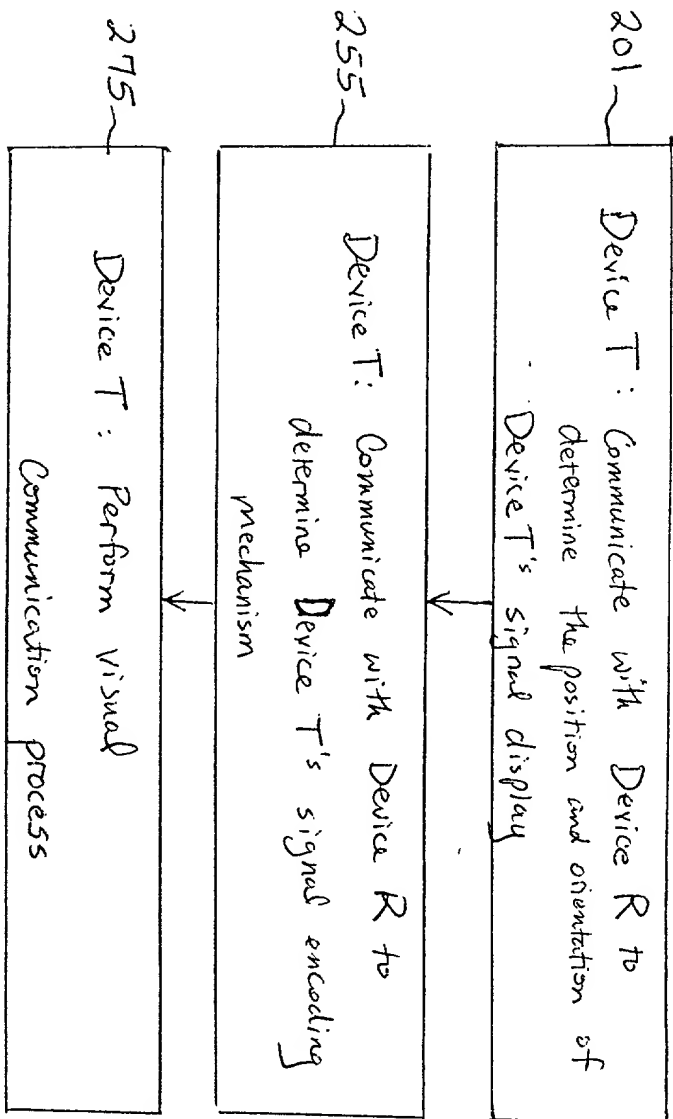 201
Device T: Communicate with Device R to
determine the position and orientation of
Device T's signal display
255
Device T: Communicate with Device R to
determine Device T's signal encoding
mechanism
275
Device T: Perform visual
Communication process